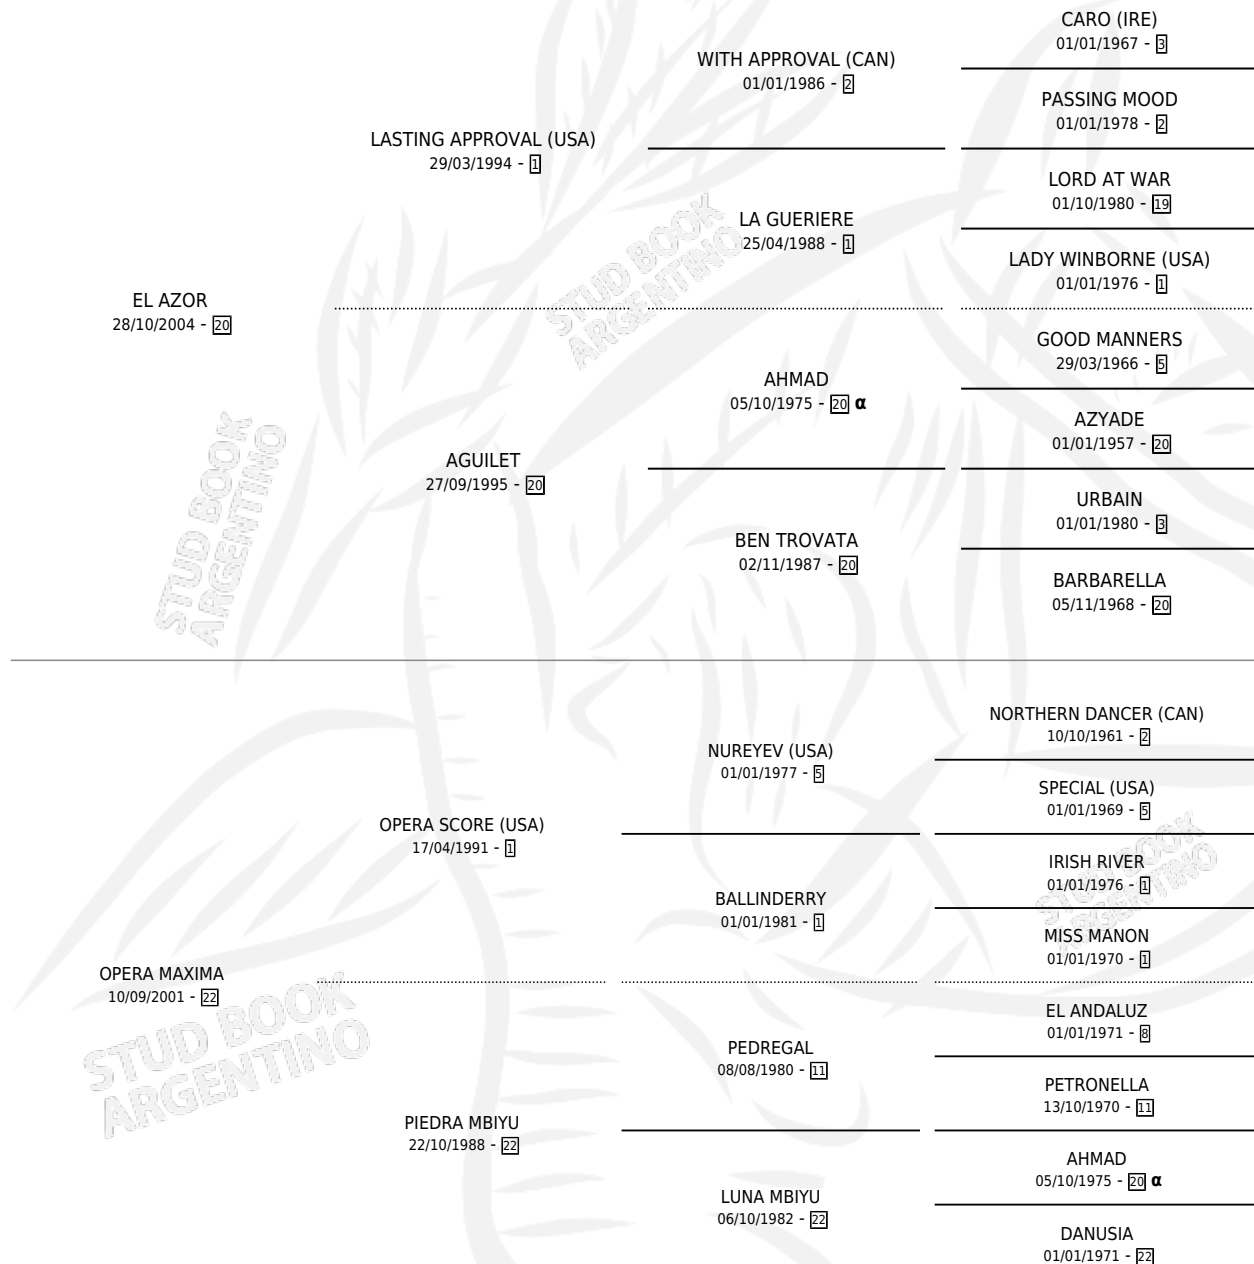 CARO (IRE)
01/01/1967 - 3
WITH APPROVAL (CAN)
01/01/1986 - 2
PASSING MOOD
01/01/1978 - 2
LASTING APPROVAL (USA)
29/03/1994 - 1
LORD AT WAR
01/10/1980 - 19
LA GUERIERE
25/04/1988 - 1
LADY WINBORNE (USA)
01/01/1976 - 1
EL AZOR
28/10/2004 - 20
GOOD MANNERS
29/03/1966 - 5
AHMAD
05/10/1975 - 20 α
AZYADE
01/01/1957 - 20
AGUILET
27/09/1995 - 20
URBAIN
01/01/1980 - 3
BEN TROVATA
02/11/1987 - 20
BARBARELLA
05/11/1968 - 20
STUD BOOK
ARGENTINO
STUD BOOK
ARGENTINO
NORTHERN DANCER (CAN)
10/10/1961 - 2
NUREYEV (USA)
01/01/1977 - 5
SPECIAL (USA)
01/01/1969 - 5
OPERA SCORE (USA)
17/04/1991 - 1
IRISH RIVER
01/01/1976 - 1
BALLINDERRY
01/01/1981 - 1
MISS MANON
01/01/1970 - 1
OPERA MAXIMA
10/09/2001 - 22
EL ANDALUZ
01/01/1971 - 8
PEDREGAL
08/08/1980 - 11
PETRONELLA
13/10/1970 - 11
PIEDRA MBIYU
22/10/1988 - 22
AHMAD
05/10/1975 - 20 α
LUNA MBIYU
06/10/1982 - 22
DANUSIA
01/01/1971 - 22
STUD BOOK
ARGENTINO
STUD BOOK
ARGENTINO